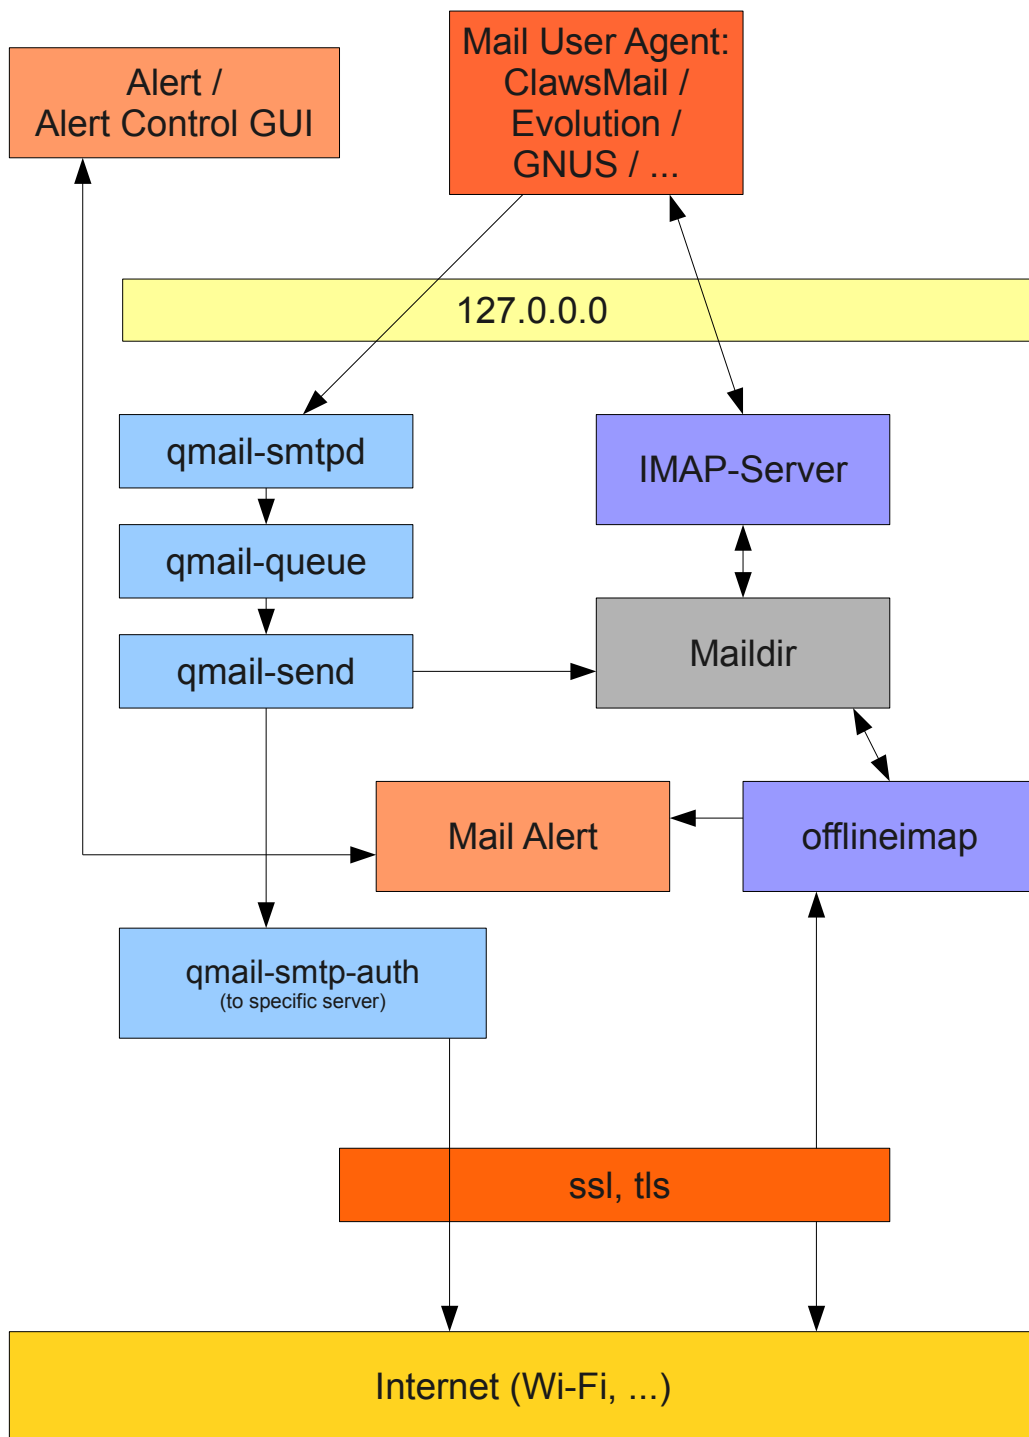 Alert /
Alert Control GUI
Mail User Agent:
ClawsMail /
Evolution /
GNUS / ...
127.0.0.0
qmail-smtpd
IMAP-Server
qmail-queue
qmail-send
Maildir
Mail Alert
offlineimap
qmail-smtp-auth
(to specific server)
ssl, tls
Internet (Wi-Fi, ...)